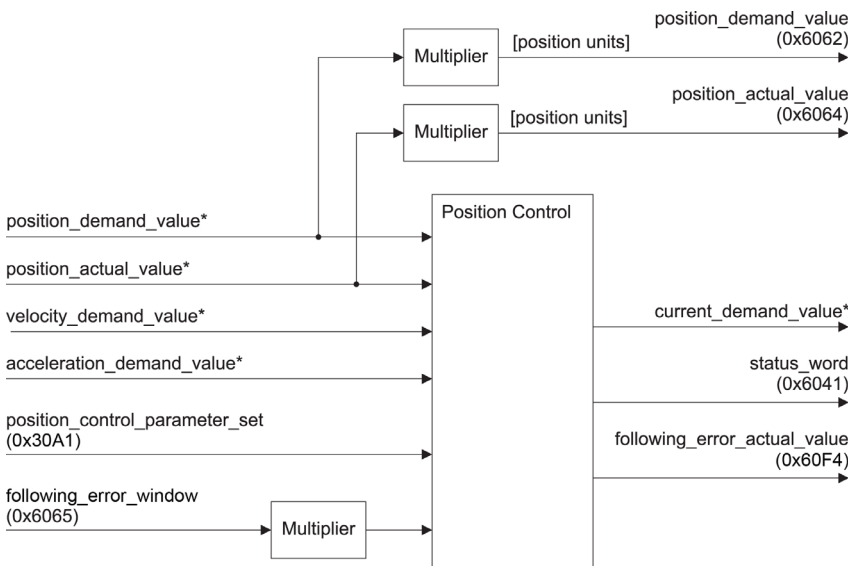 position_demand_value
(0x6062)
Multiplier
[position units]
position_actual_value
(0x6064)
Multiplier
[position units]
Position Control
position_demand_value*
position_actual_value*
velocity_demand_value*
current_demand_value*
acceleration_demand_value*
status_word
(0x6041)
position_control_parameter_set
(0x30A1)
following_error_actual_value
(0x60F4)
following_error_window
(0x6065)
Multiplier